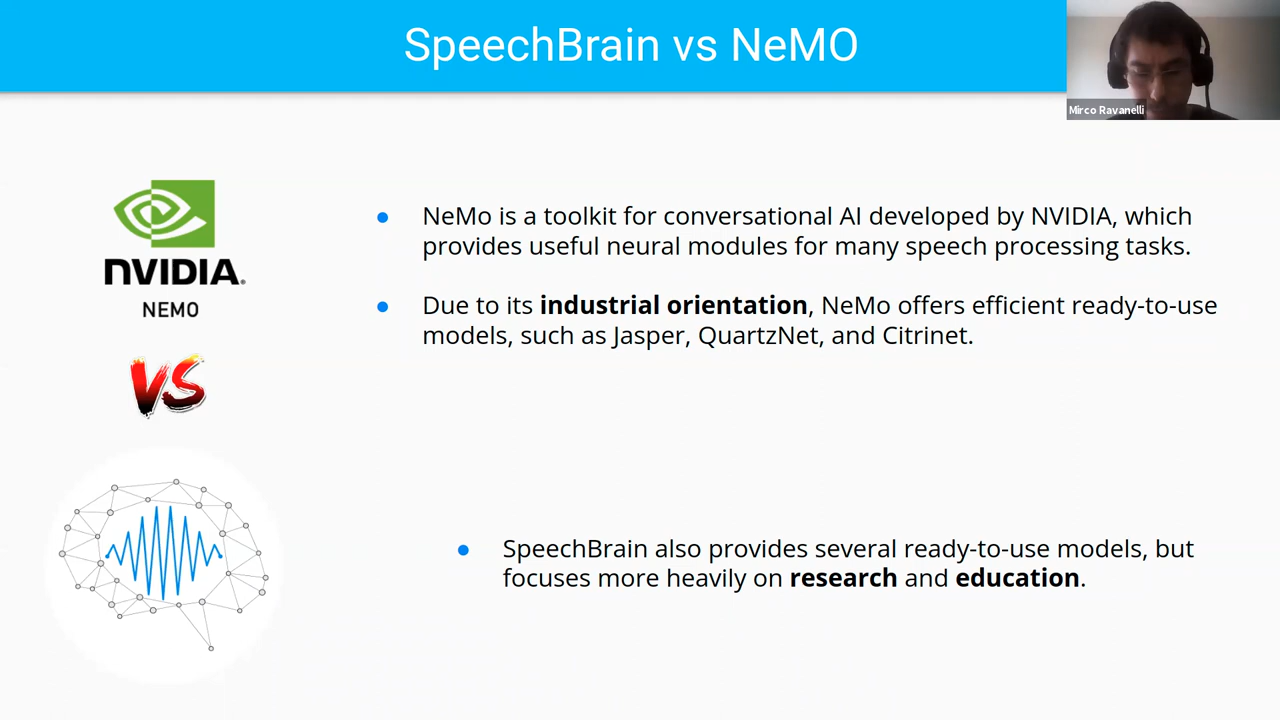 SpeechBrain vs NeMO
Mirco Ravanelli
NVIDIA.
NEMO
VS
● NeMo is a toolkit for conversational AI developed by NVIDIA, which
provides useful neural modules for many speech processing tasks.
● Due to its industrial orientation, NeMo offers efficient ready-to-use
models, such as Jasper, QuartzNet, and Citrinet.
● SpeechBrain also provides several ready-to-use models, but
focuses more heavily on research and education.